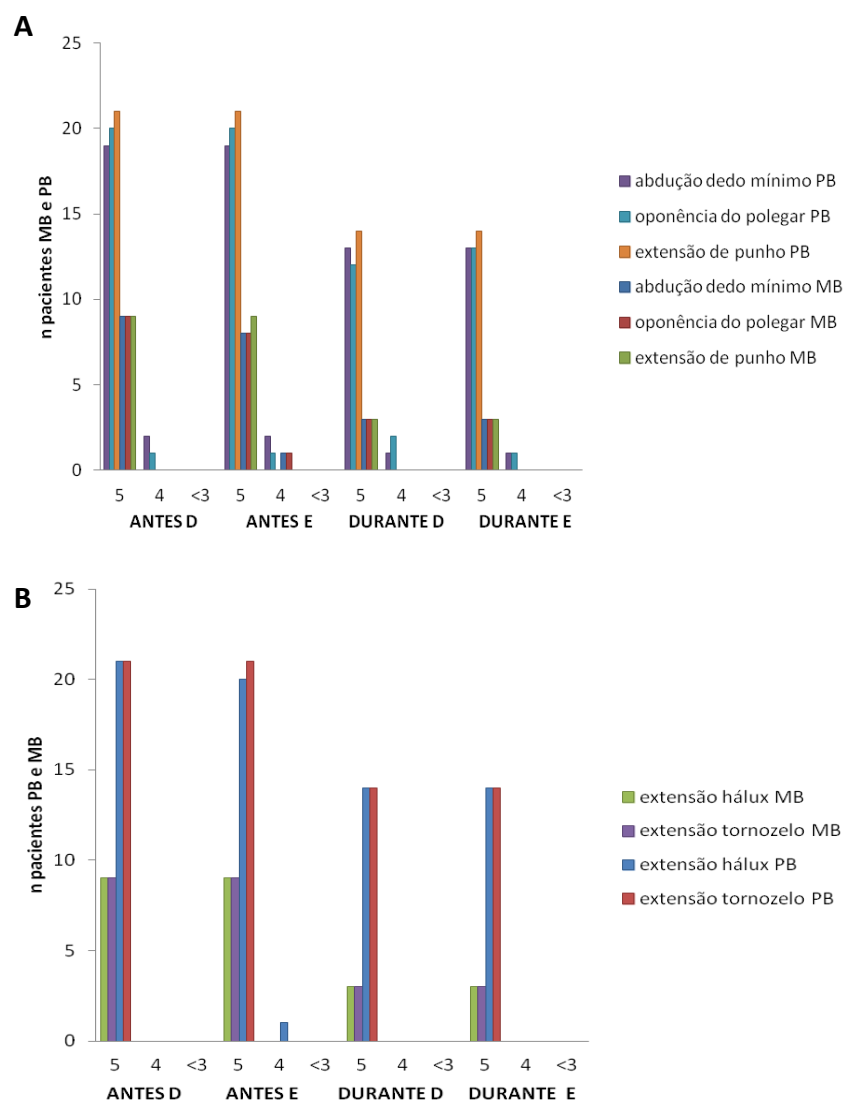 A
25
20
15
10
5
0
n pacientes MB e PB
5 4 <3 5 4 <3 5 4 <3 5 4 <3
ANTES D ANTES E DURANTE D DURANTE E
abdução dedo mínimo PB
oponência do polegar PB
extensão de punho PB
abdução dedo mínimo MB
oponência do polegar MB
extensão de punho MB
B
25
20
15
10
5
0
n pacientes PB e MB
5 4 <3 5 4 <3 5 4 <3 5 4 <3
ANTES D ANTES E DURANTE D DURANTE E
extensão hálux MB
extensão tornozelo MB
extensão hálux PB
extensão tornozelo PB